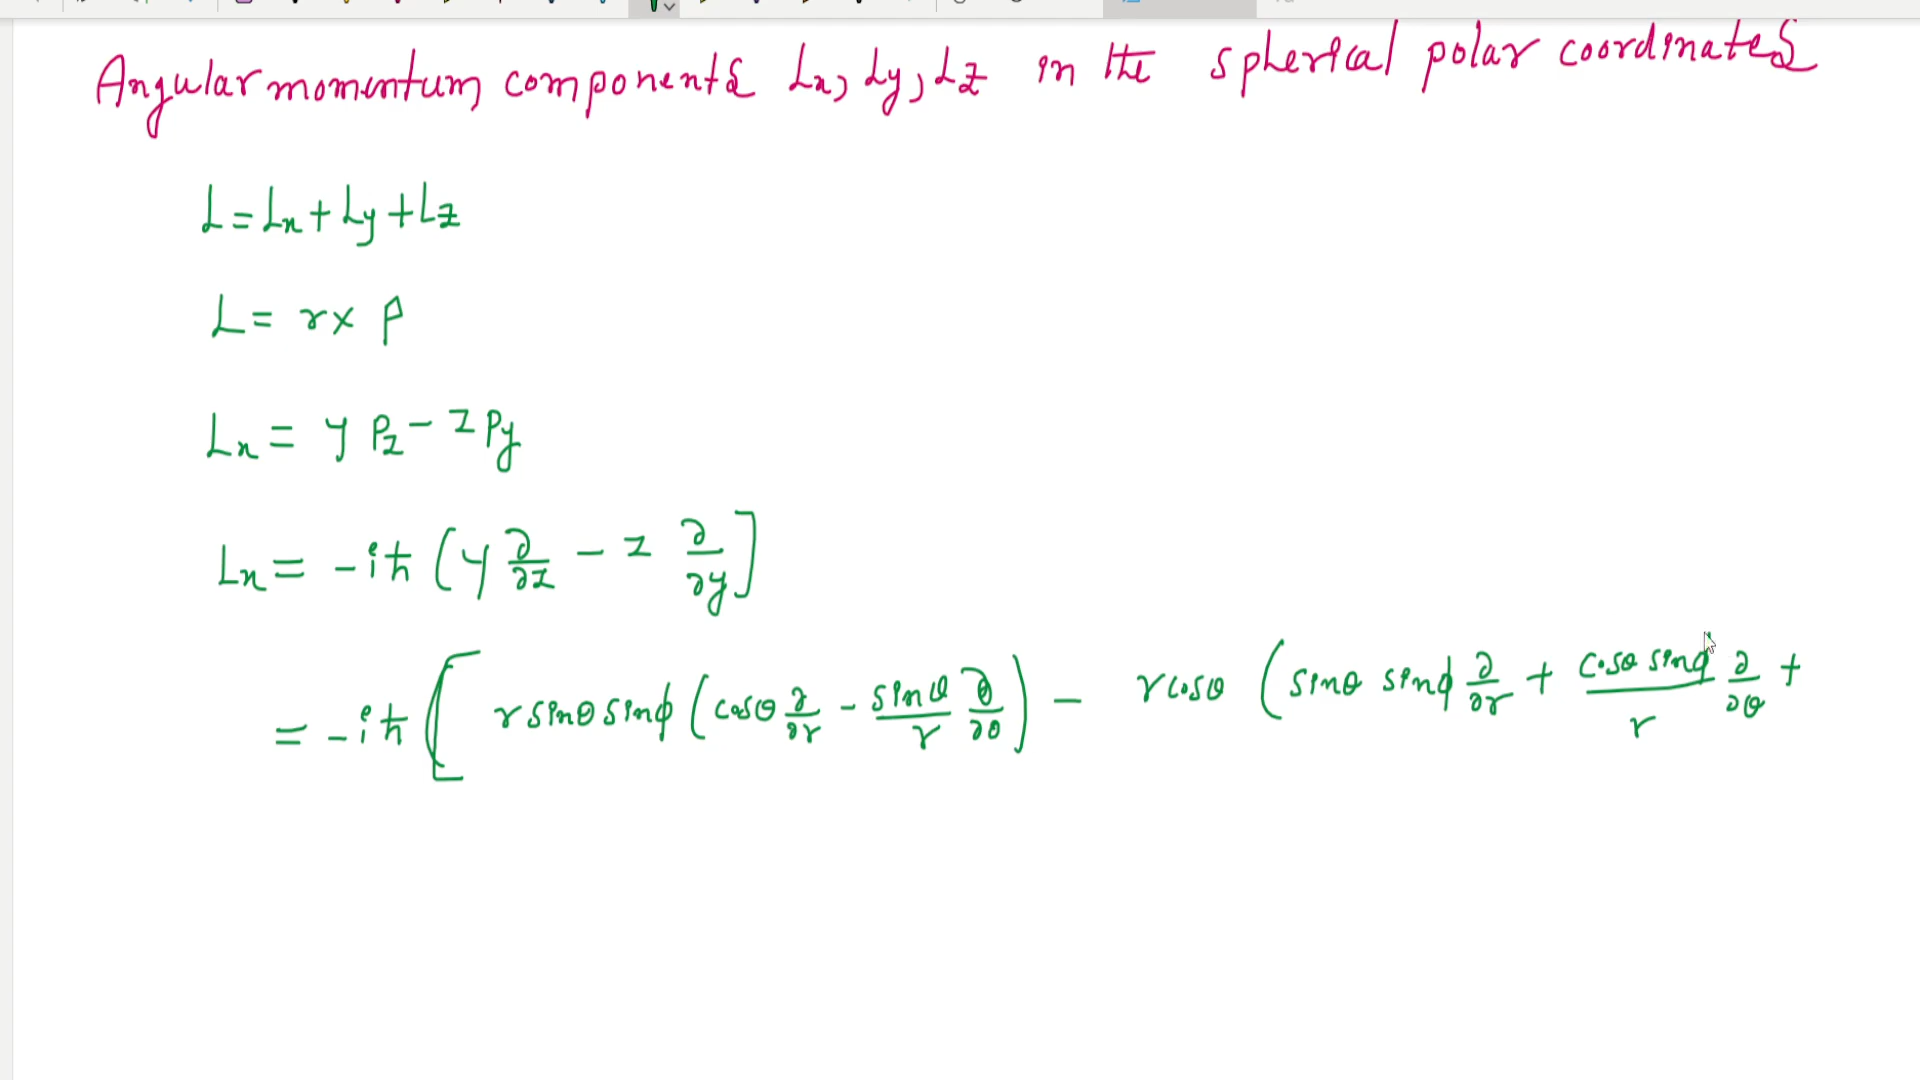 Angular momentum components Lx, Ly, Lz in the spherical polar coordinates
L = Lx + Ly + Lz
L = r × p
Lx = y Pz - z Py
Lx = -iħ (y ∂/∂z - z ∂/∂y]
= -iħ [ r sinθ sinϕ (cosθ ∂/∂r - sinθ/r ∂/∂θ) - r cosθ (sinθ sinϕ ∂/∂r + cosθ sinϕ/r ∂/∂θ +